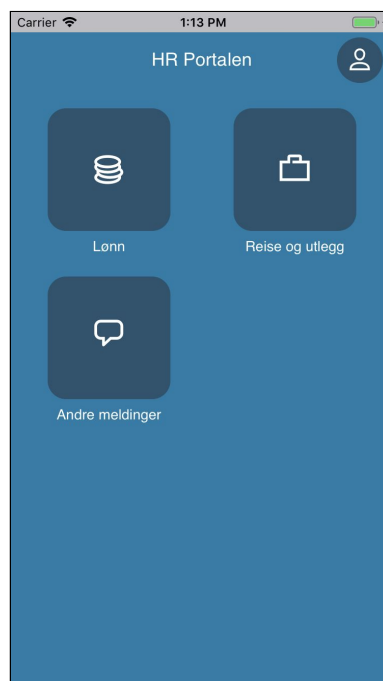 Carrier 1:13 PM
HR Portalen
Lønn Reise og utlegg
Andre meldinger